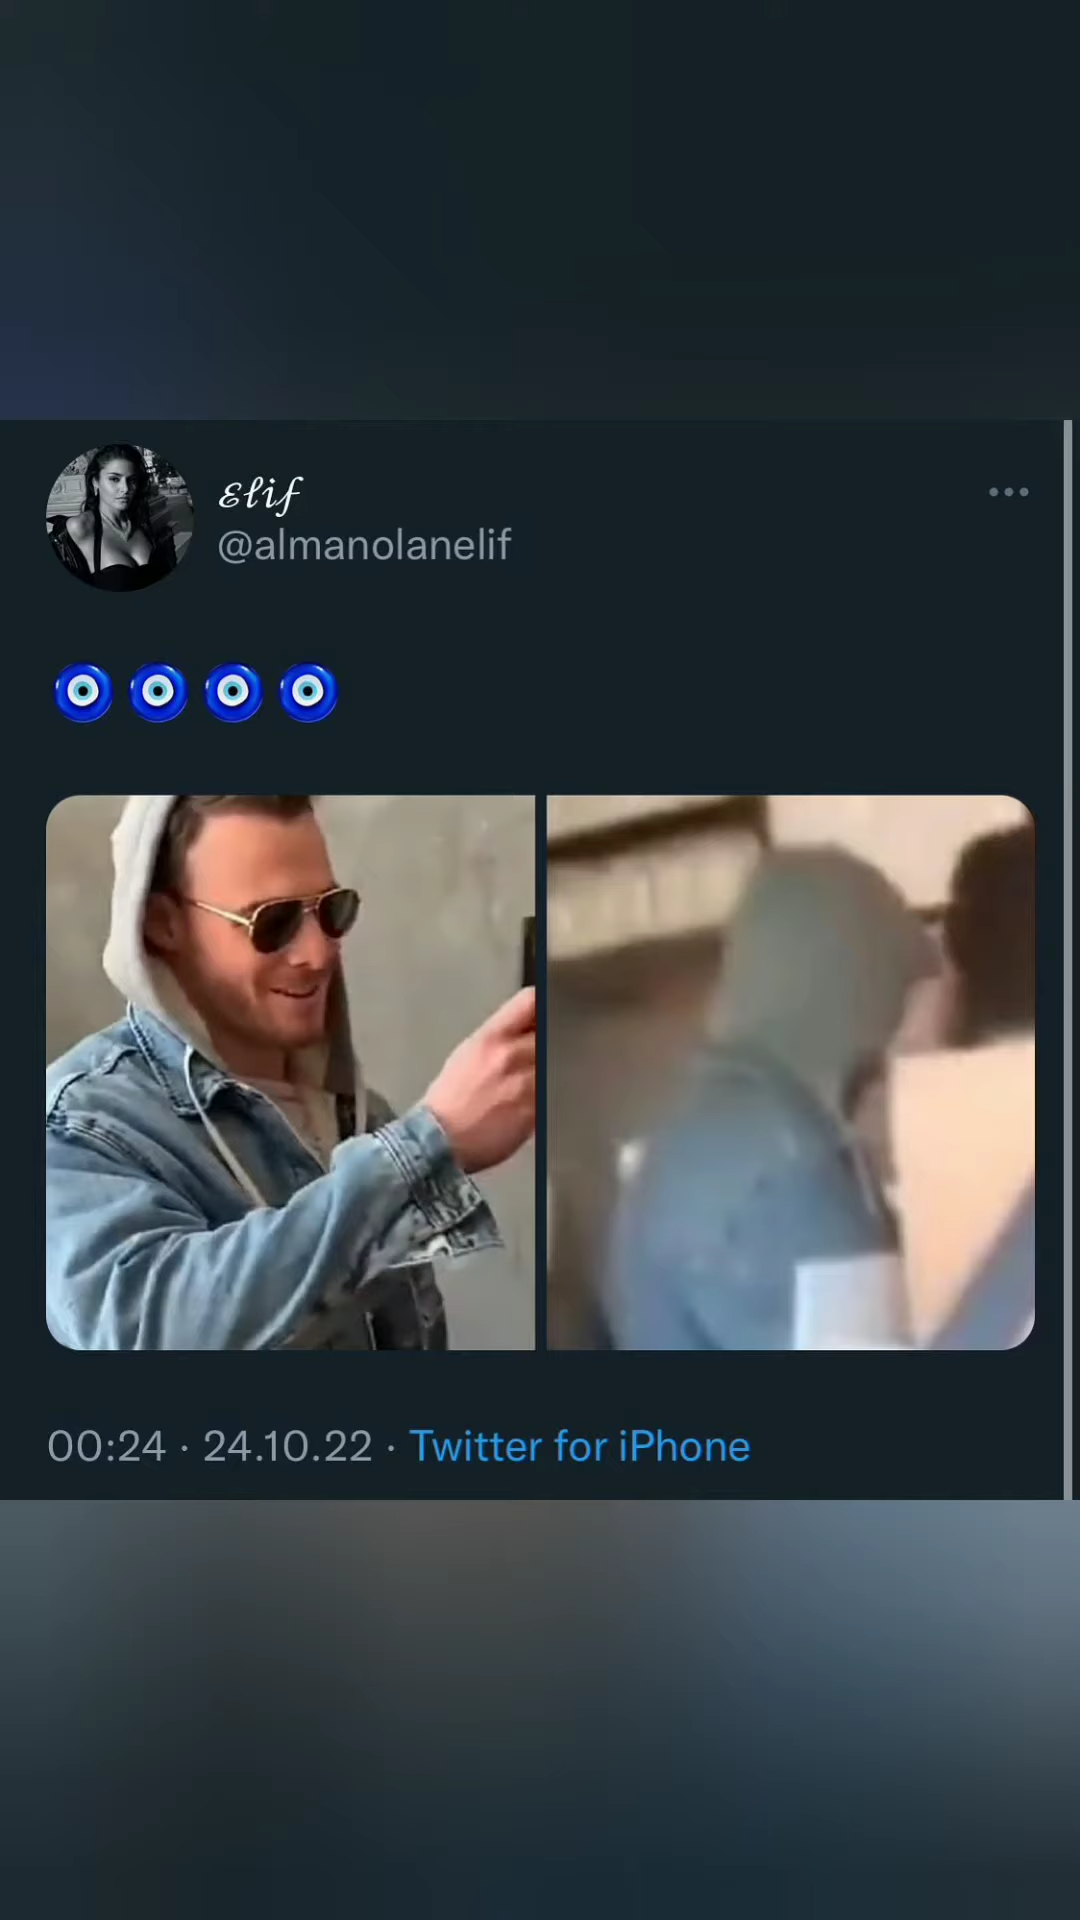 Elif
@almanolanelif
🧿🧿🧿🧿
00:24 · 24.10.22 · Twitter for iPhone